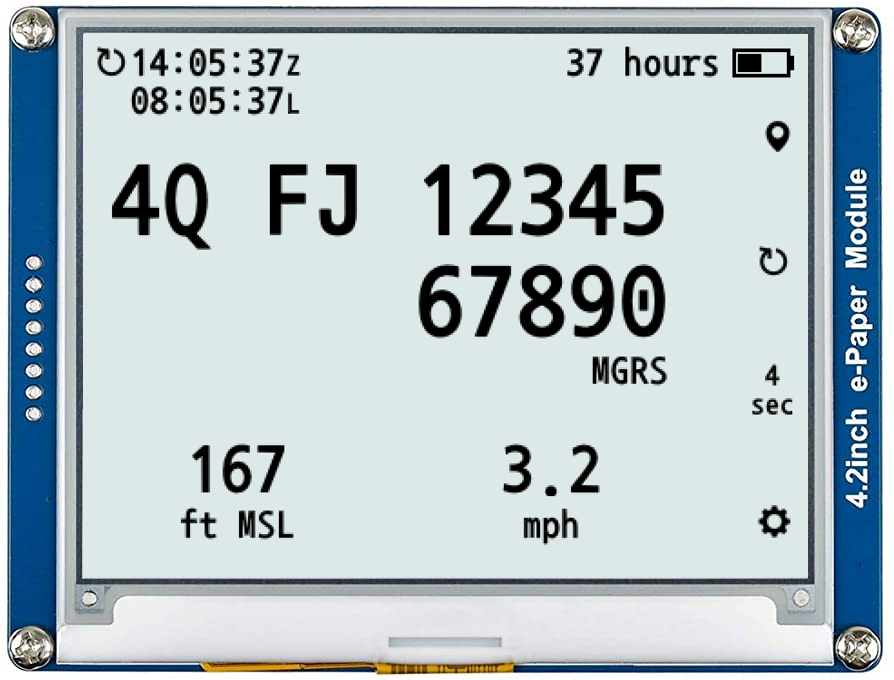 14:05:37Z
37 hours
08:05:37L
4Q FJ 12345
67890
MGRS
4
sec
167
ft MSL
3.2
mph
4.2inch e-Paper Module